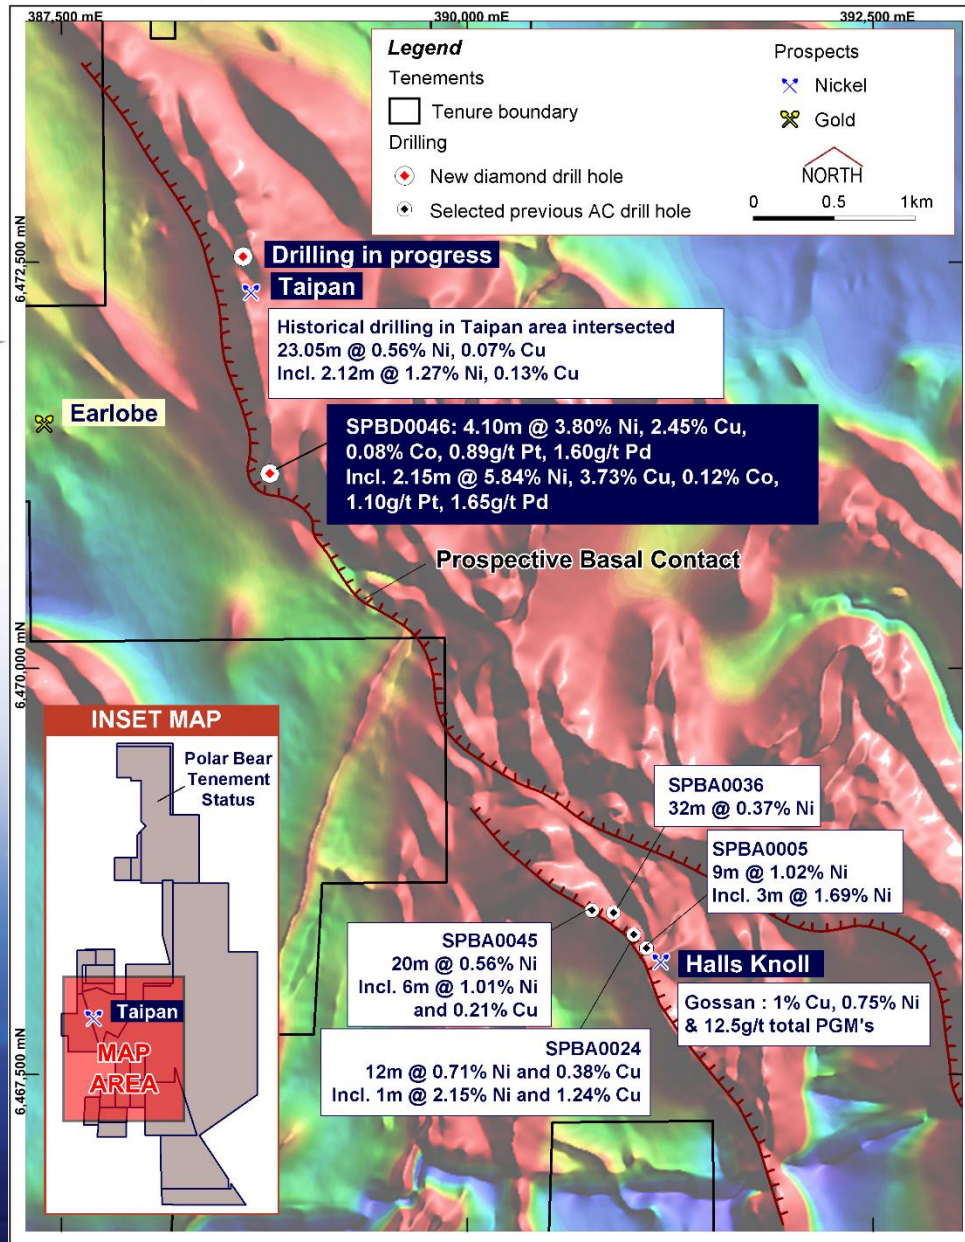 387,500 mE
390,000 mE
392,500 mE
Legend
Tenements
Tenure boundary
Drilling
New diamond drill hole
Selected previous AC drill hole
Prospects
Nickel
Gold
NORTH
0 0.5 1km
6,472,500 mN
Drilling in progress
Taipan
Historical drilling in Taipan area intersected
23.05m @ 0.56% Ni, 0.07% Cu
Incl. 2.12m @ 1.27% Ni, 0.13% Cu
Earlobe
SPBD0046: 4.10m @ 3.80% Ni, 2.45% Cu,
0.08% Co, 0.89g/t Pt, 1.60g/t Pd
Incl. 2.15m @ 5.84% Ni, 3.73% Cu, 0.12% Co,
1.10g/t Pt, 1.65g/t Pd
Prospective Basal Contact
6,470,000 mN
INSET MAP
Polar Bear
Tenement
Status
Taipan
MAP
AREA
SPBA0036
32m @ 0.37% Ni
SPBA0005
9m @ 1.02% Ni
Incl. 3m @ 1.69% Ni
SPBA0045
20m @ 0.56% Ni
Incl. 6m @ 1.01% Ni
and 0.21% Cu
Halls Knoll
Gossan : 1% Cu, 0.75% Ni
& 12.5g/t total PGM's
SPBA0024
12m @ 0.71% Ni and 0.38% Cu
Incl. 1m @ 2.15% Ni and 1.24% Cu
6,467,500 mN